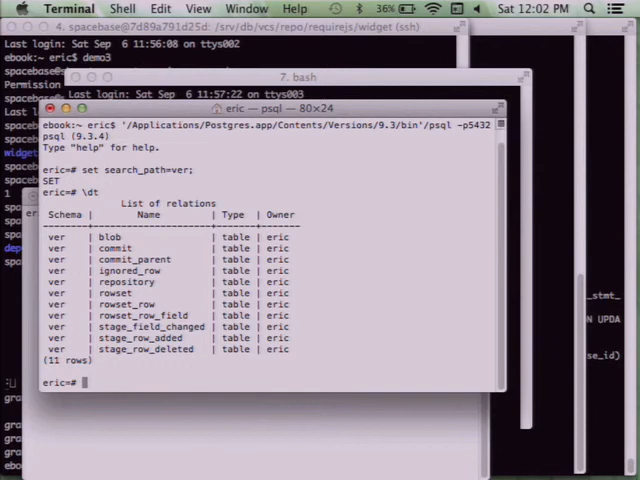 Terminal Shell Edit View Window Help 36% Sat 12:02 PM
4. spacebase@7d89a791d25d: /srv/db/vcs/repo/requirejs/widget (ssh)
Last login: Sat Sep 6 11:56:08 on ttys002
ebook:~ eric$ demo3
7. bash
Last login: Sat Sep 6 11:57:22 on ttys003
eric — psql — 80×24
ebook:~ eric$ '/Applications/Postgres.app/Contents/Versions/9.3/bin'/psql -p5432
psql (9.3.4)
Type "help" for help.
eric=# set search_path=ver;
SET
eric=# \dt
List of relations
Schema | Name | Type | Owner
--------+---------------------+-------+-------
ver | blob | table | eric
ver | commit | table | eric
ver | commit_parent | table | eric
ver | ignored_row | table | eric
ver | repository | table | eric
ver | rowset | table | eric
ver | rowset_row | table | eric
ver | rowset_row_field | table | eric
ver | stage_field_changed | table | eric
ver | stage_row_added | table | eric
ver | stage_row_deleted | table | eric
(11 rows)
eric=#
_stmt_
N UPDA
se_id)